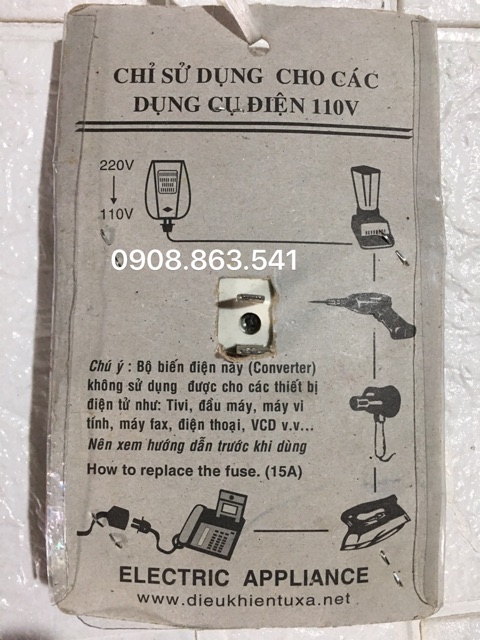 CHỈ SỬ DỤNG CHO CÁC
DỤNG CỤ ĐIỆN 110V
220V
110V
0908.863.541
Chú ý : Bộ biến điện này (Converter)
không sử dụng được cho các thiết bị
điện tử như: Tivi, đầu máy, máy vi
tính, máy fax, điện thoại, VCD v.v...
Nên xem hướng dẫn trước khi dùng
How to replace the fuse. (15A)
ELECTRIC APPLIANCE
www.dieukhientuxa.net